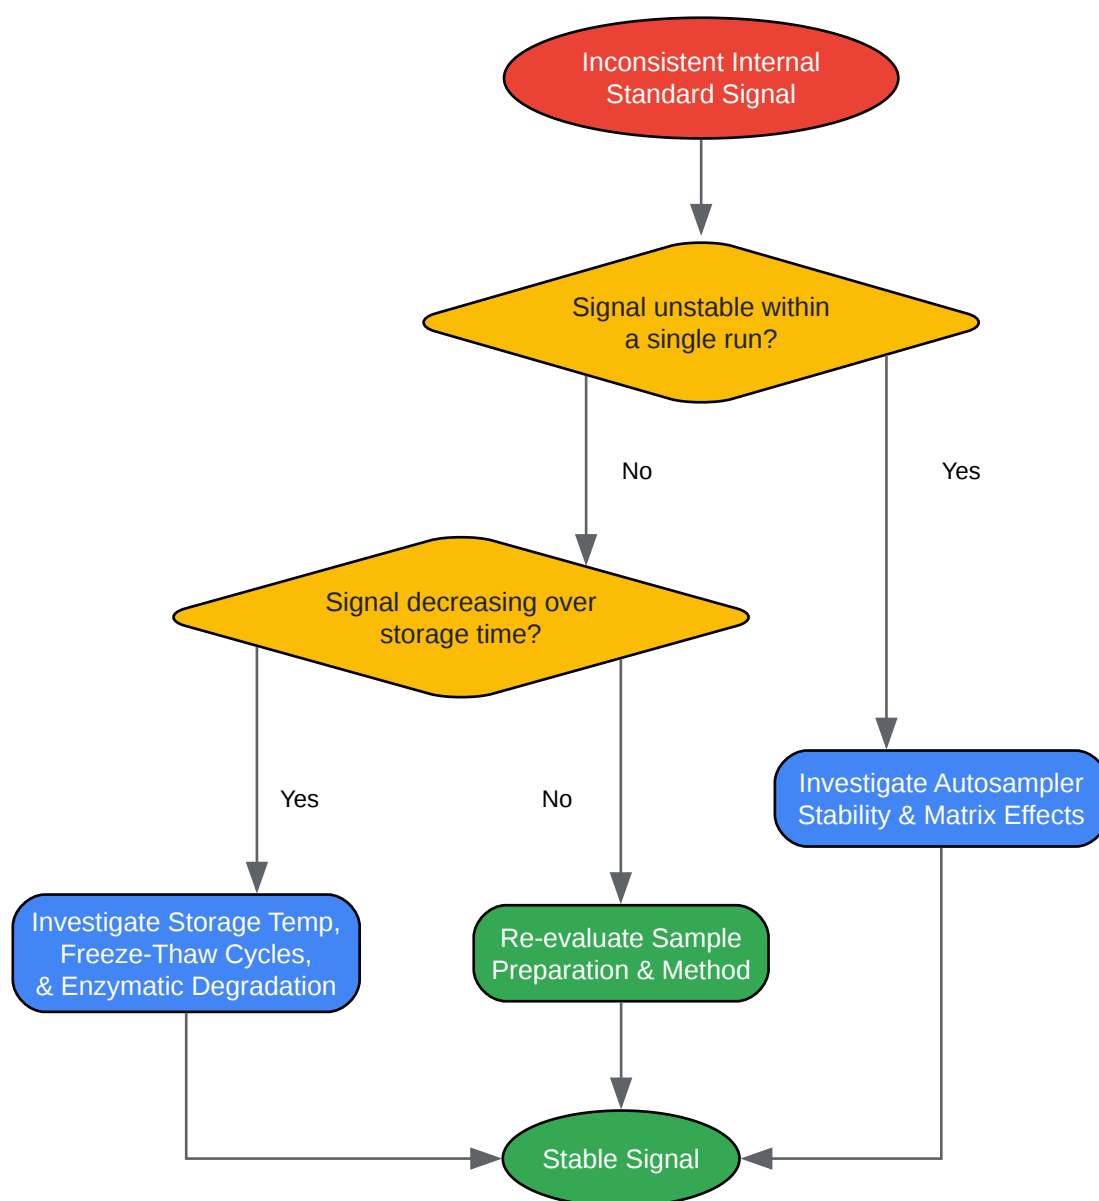 Inconsistent Internal
Standard Signal
Signal unstable within
a single run?
No
Yes
Signal decreasing over
storage time?
Yes
No
Investigate Autosampler
Stability & Matrix Effects
Investigate Storage Temp,
Freeze-Thaw Cycles,
& Enzymatic Degradation
Re-evaluate Sample
Preparation & Method
Stable Signal